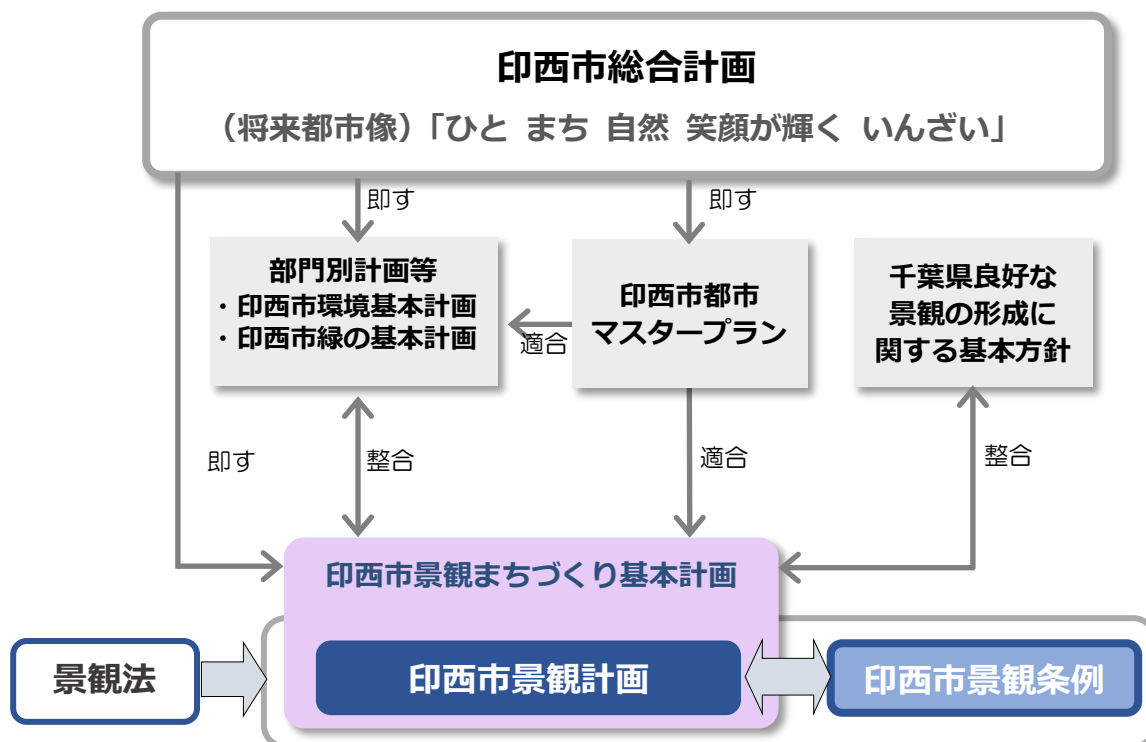 印西市総合計画
（将来都市像）「ひと まち 自然 笑顔が輝く いんざい」
即す
即す
部門別計画等
・印西市環境基本計画
・印西市緑の基本計画
適合
印西市都市
マスタープラン
千葉県良好な
景観の形成に
関する基本方針
即す
整合
適合
整合
印西市景観まちづくり基本計画
景観法
印西市景観計画
印西市景観条例